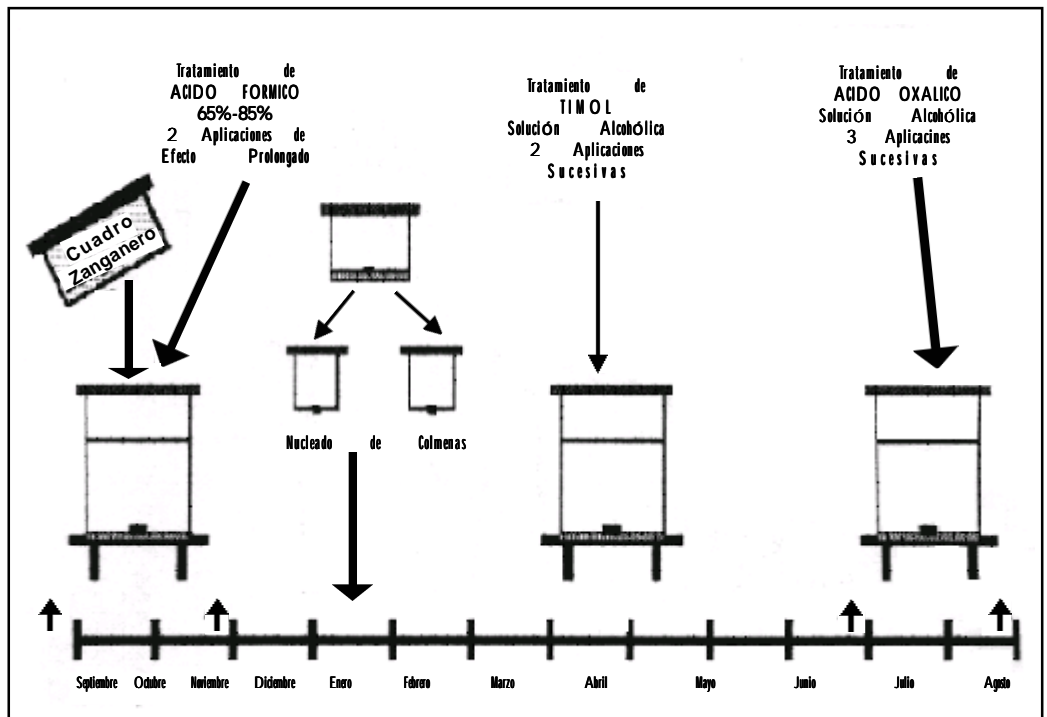 Tratamiento de
ACIDO FORMICO
65%-85%
2 Aplicaciones de
Efecto Prolongado
Tratamiento de
TIMOL
Solución Alcohólica
2 Aplicaciones
Sucesivas
Tratamiento de
ACIDO OXALICO
Solución Alcohólica
3 Aplicacines
Sucesivas
Cuadro
Zanganero
Nucleado de Colmenas
Septiembre Octubre Noviembre Diciembre Enero Febrero Marzo Abril Mayo Junio Julio Agosto